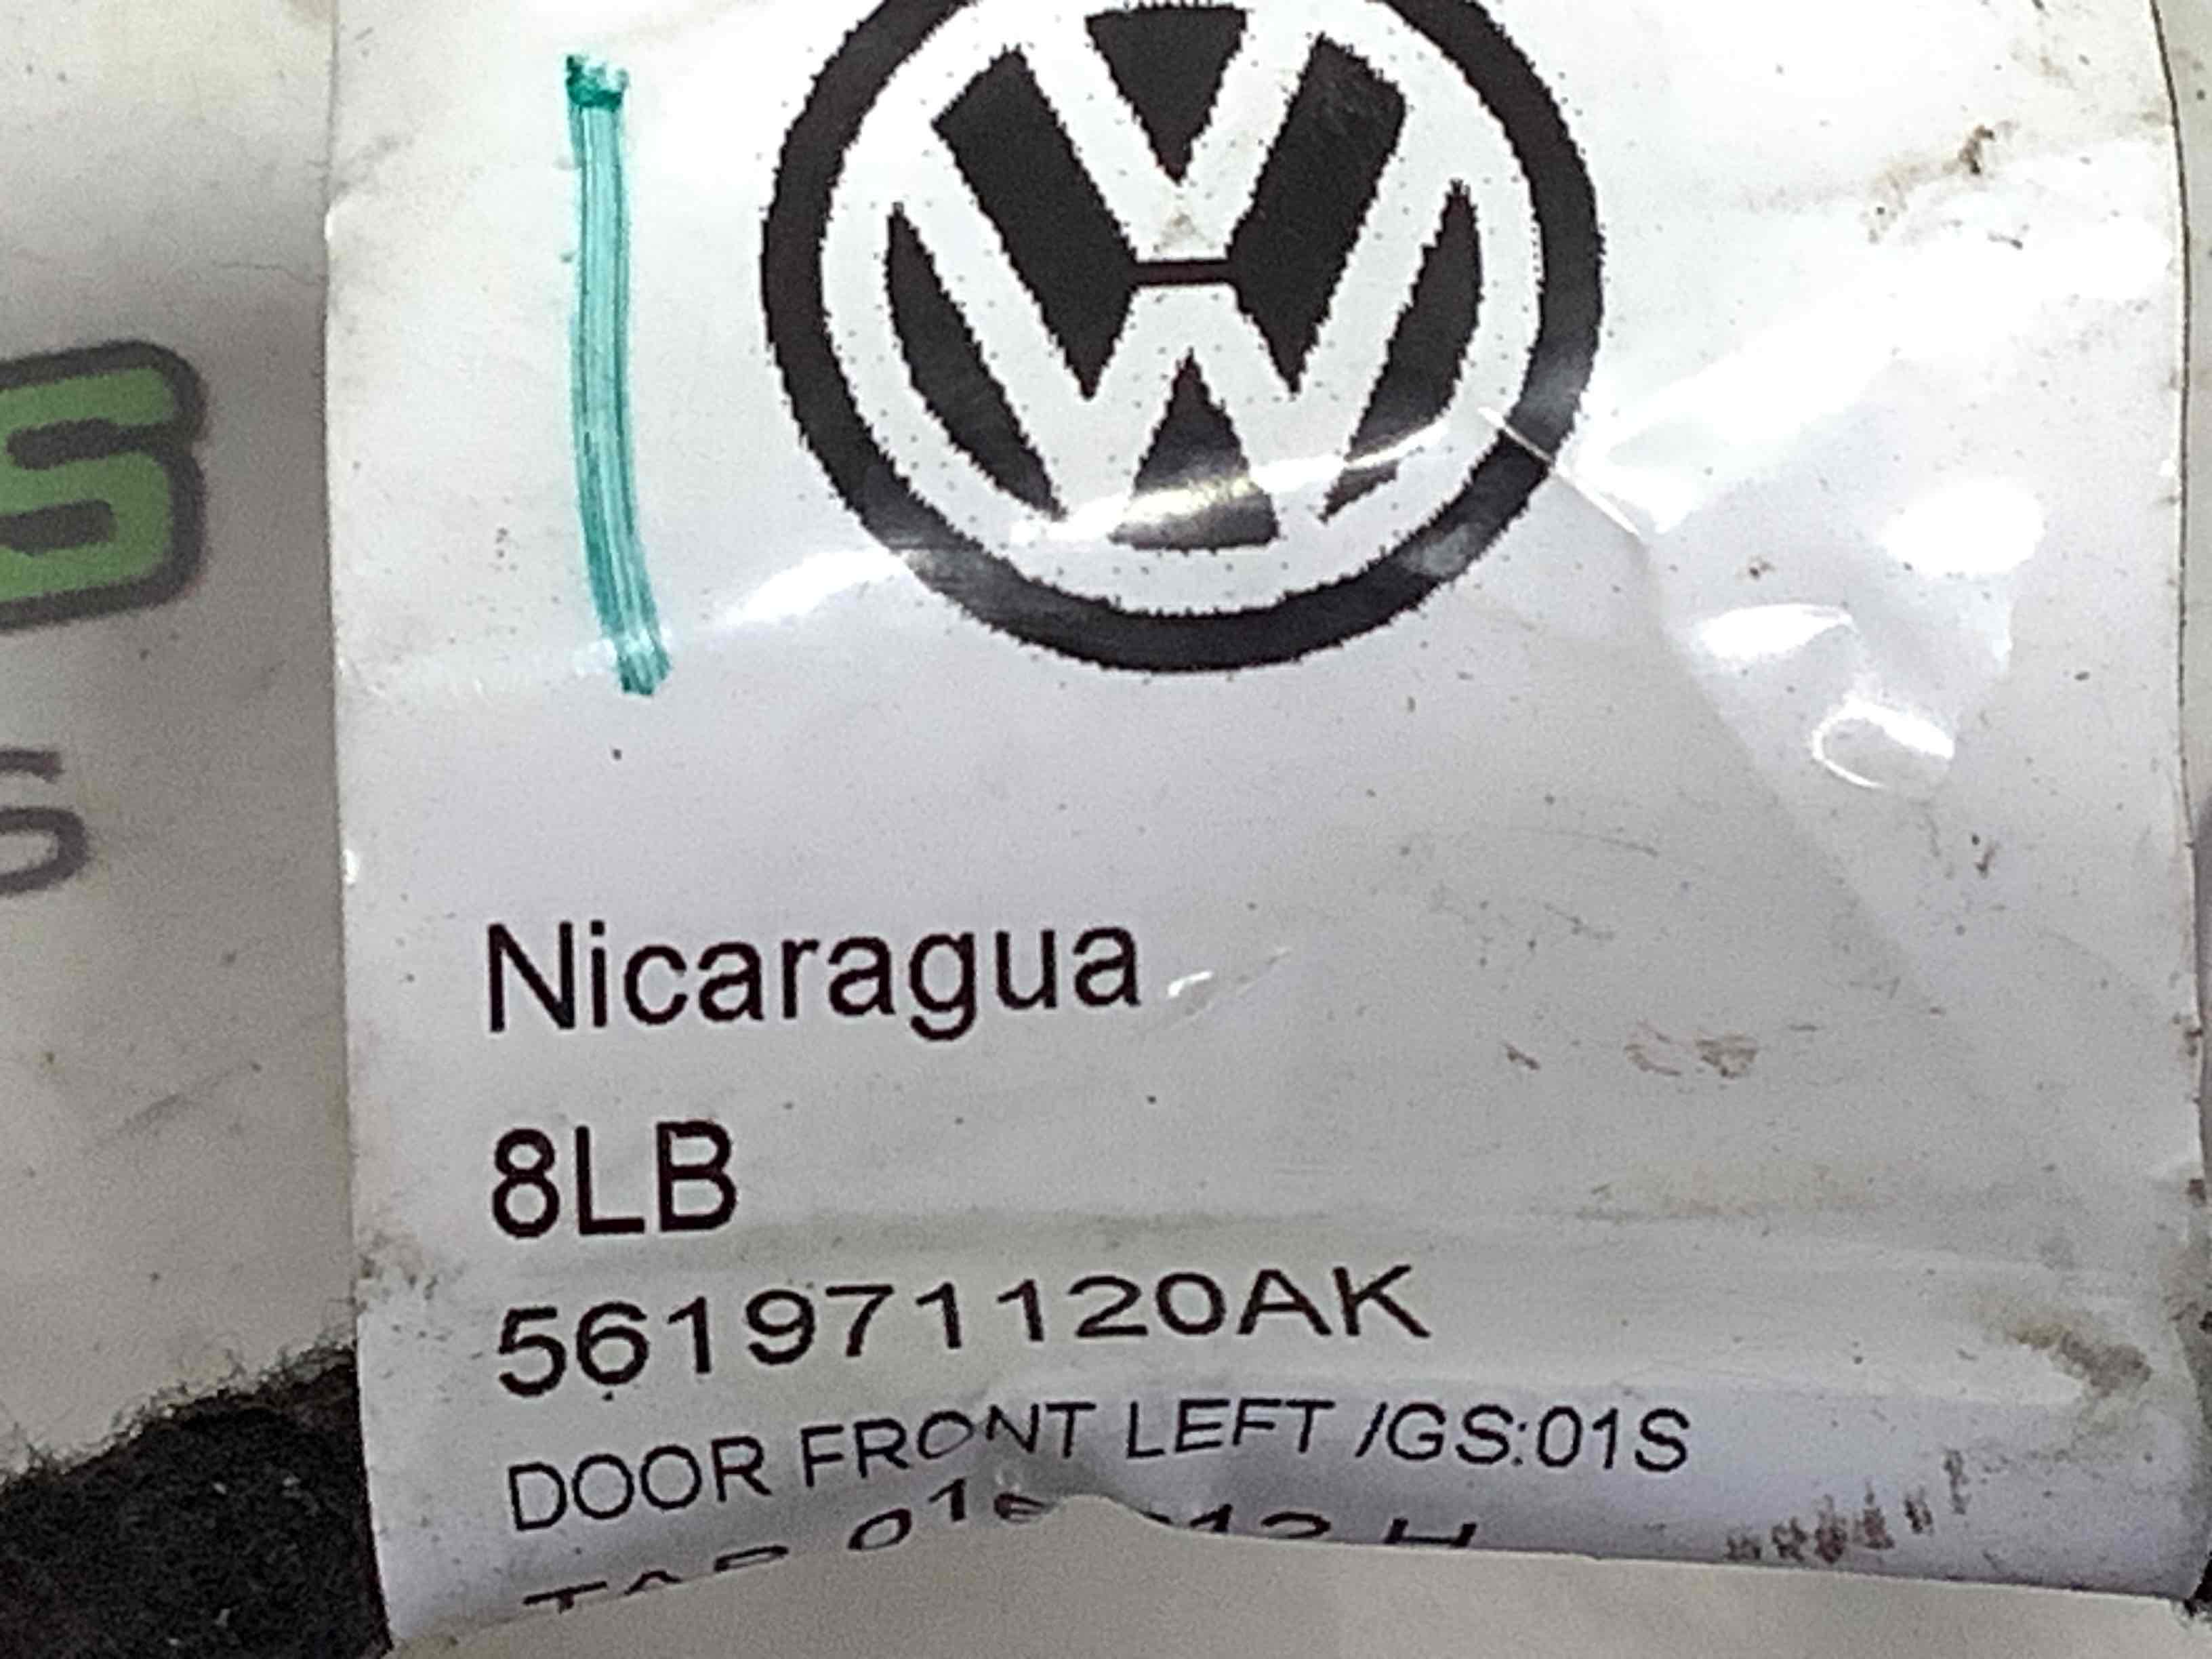 Nicaragua
8LB
561971120AK
DOOR FRONT LEFT /GS:01S